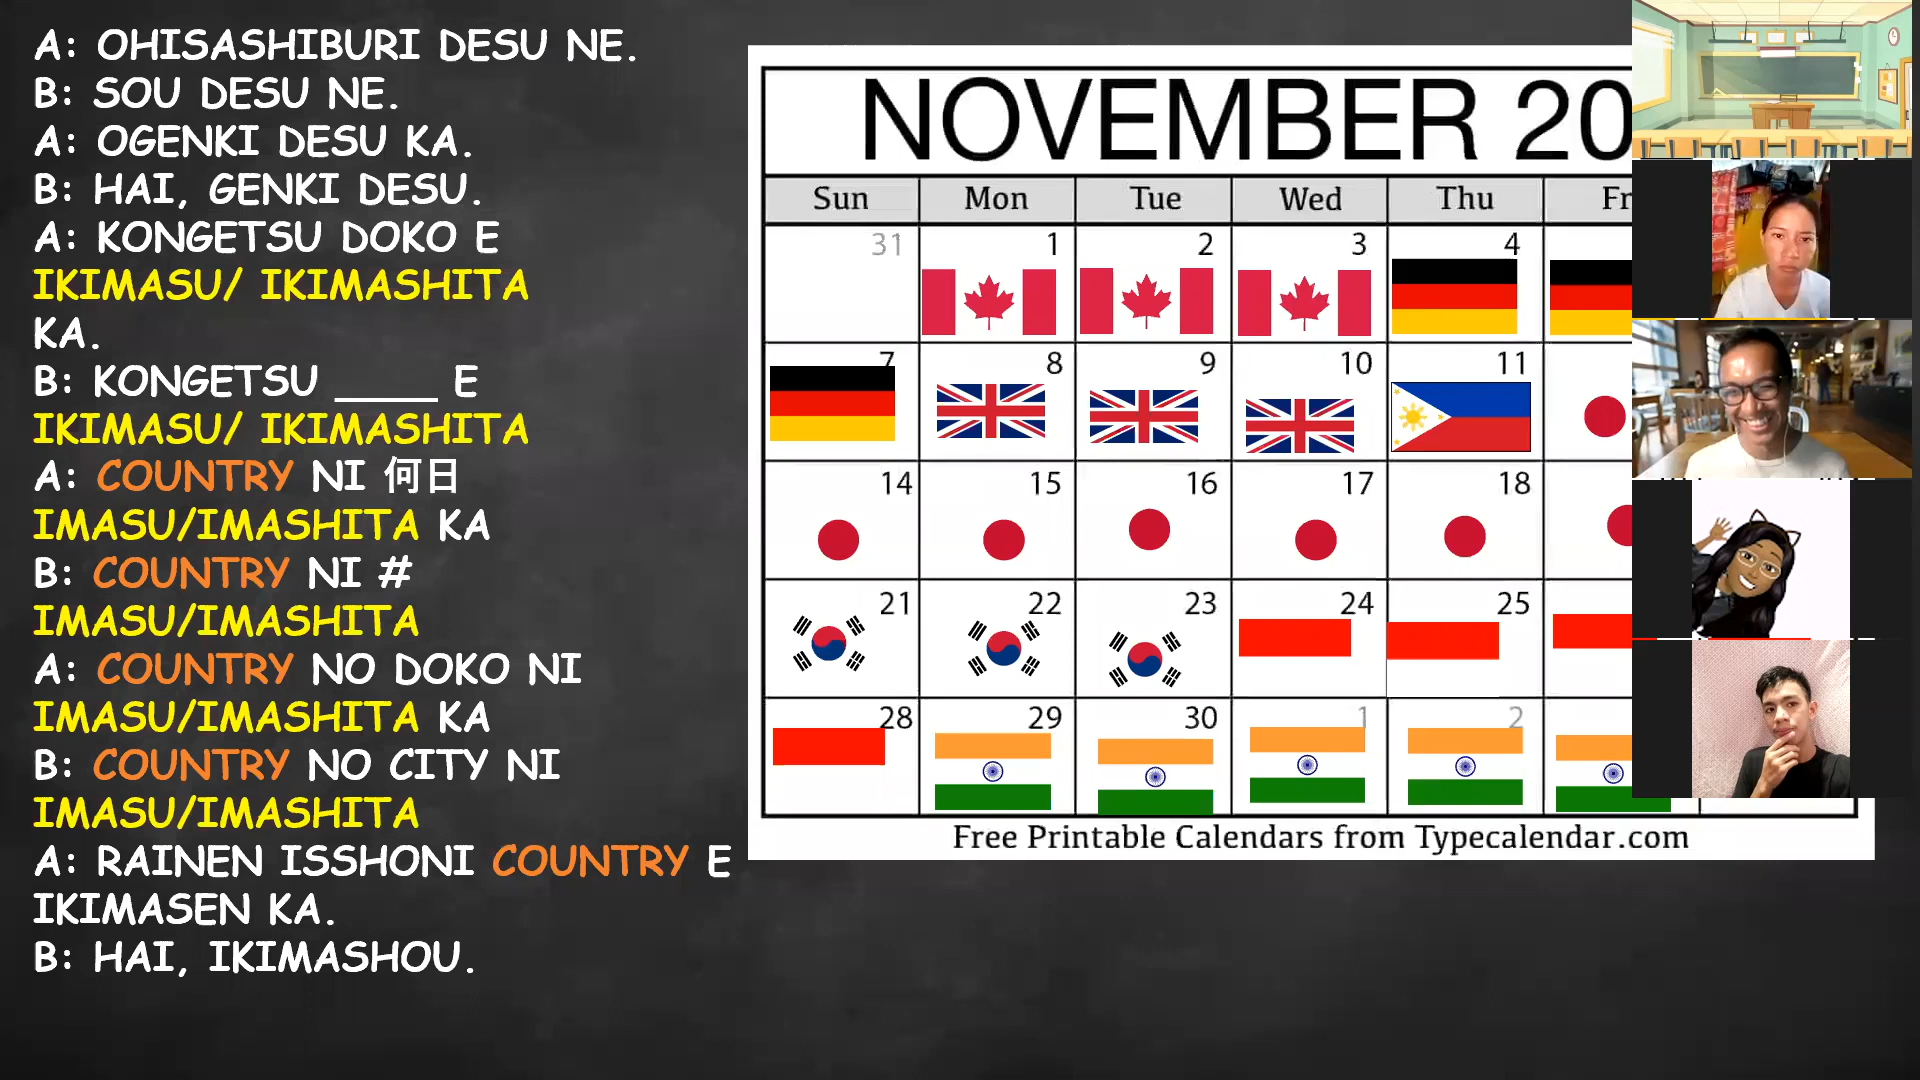 A: OHISASHIBURI DESU NE.
B: SOU DESU NE.
A: OGENKI DESU KA.
B: HAI, GENKI DESU.
A: KONGETSU DOKO E
IKIMASU/ IKIMASHITA
KA.
B: KONGETSU ____ E
IKIMASU/ IKIMASHITA
A: COUNTRY NI 何日
IMASU/IMASHITA KA
B: COUNTRY NI #
IMASU/IMASHITA
A: COUNTRY NO DOKO NI
IMASU/IMASHITA KA
B: COUNTRY NO CITY NI
IMASU/IMASHITA
A: RAINEN ISSHONI COUNTRY E
IKIMASEN KA.
B: HAI, IKIMASHOU.
NOVEMBER 20
Sun Mon Tue Wed Thu Fr
31 1 2 3 4
7 8 9 10 11
14 15 16 17 18
21 22 23 24 25
28 29 30 1 2
Free Printable Calendars from Typecalendar.com